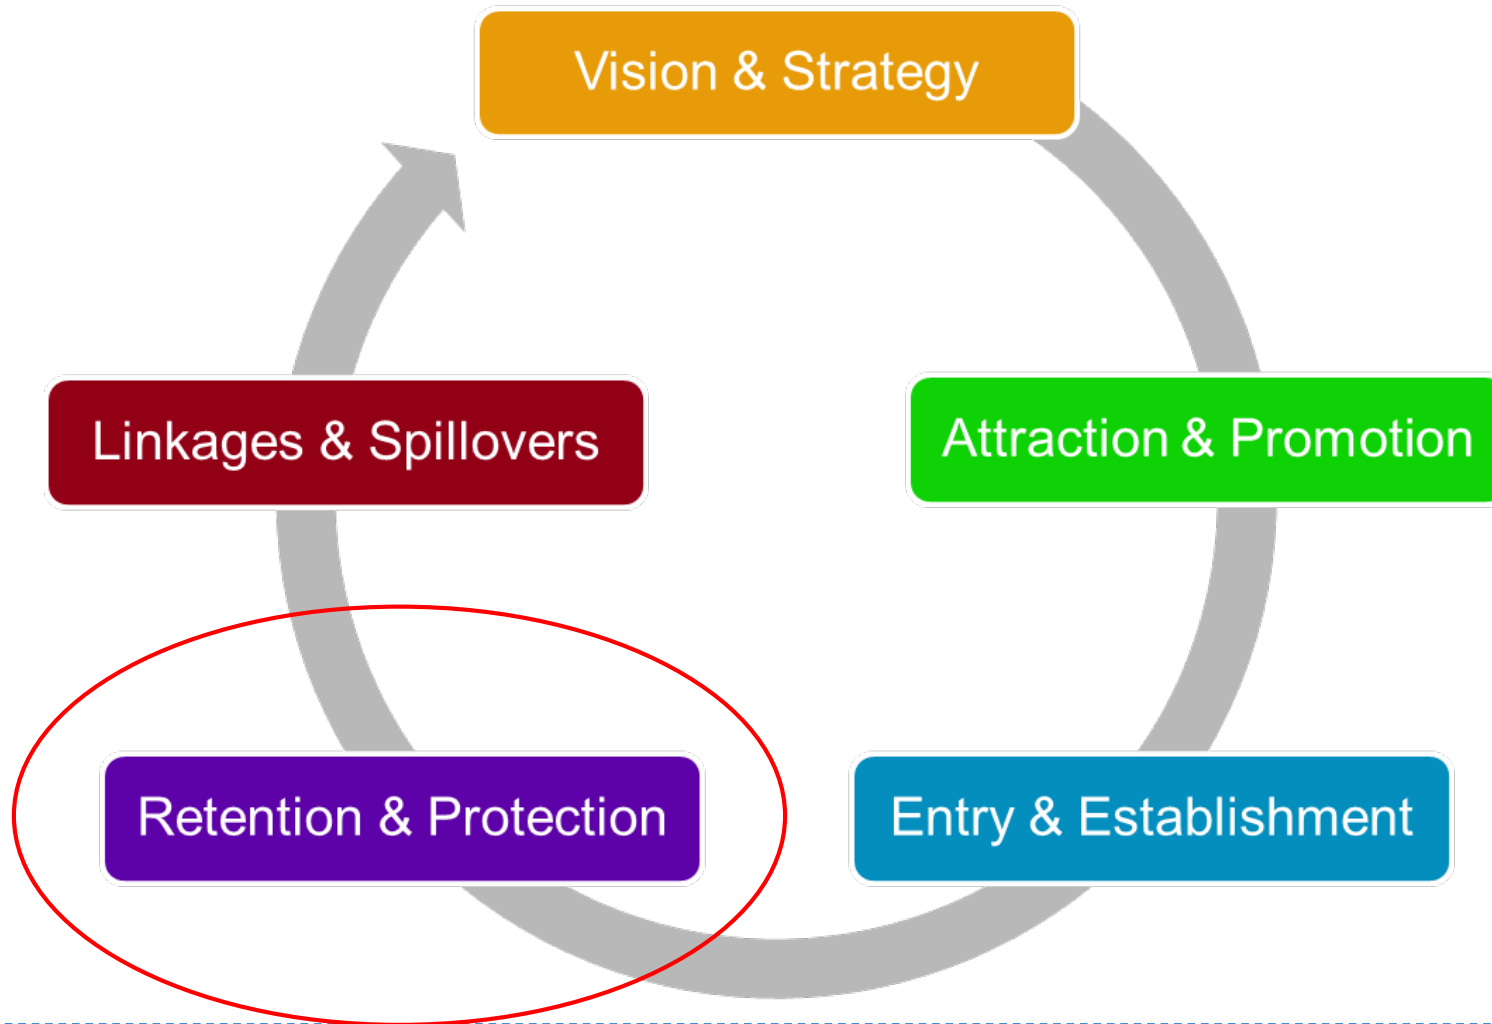 Vision & Strategy
Linkages & Spillovers
Attraction & Promotion
Retention & Protection
Entry & Establishment